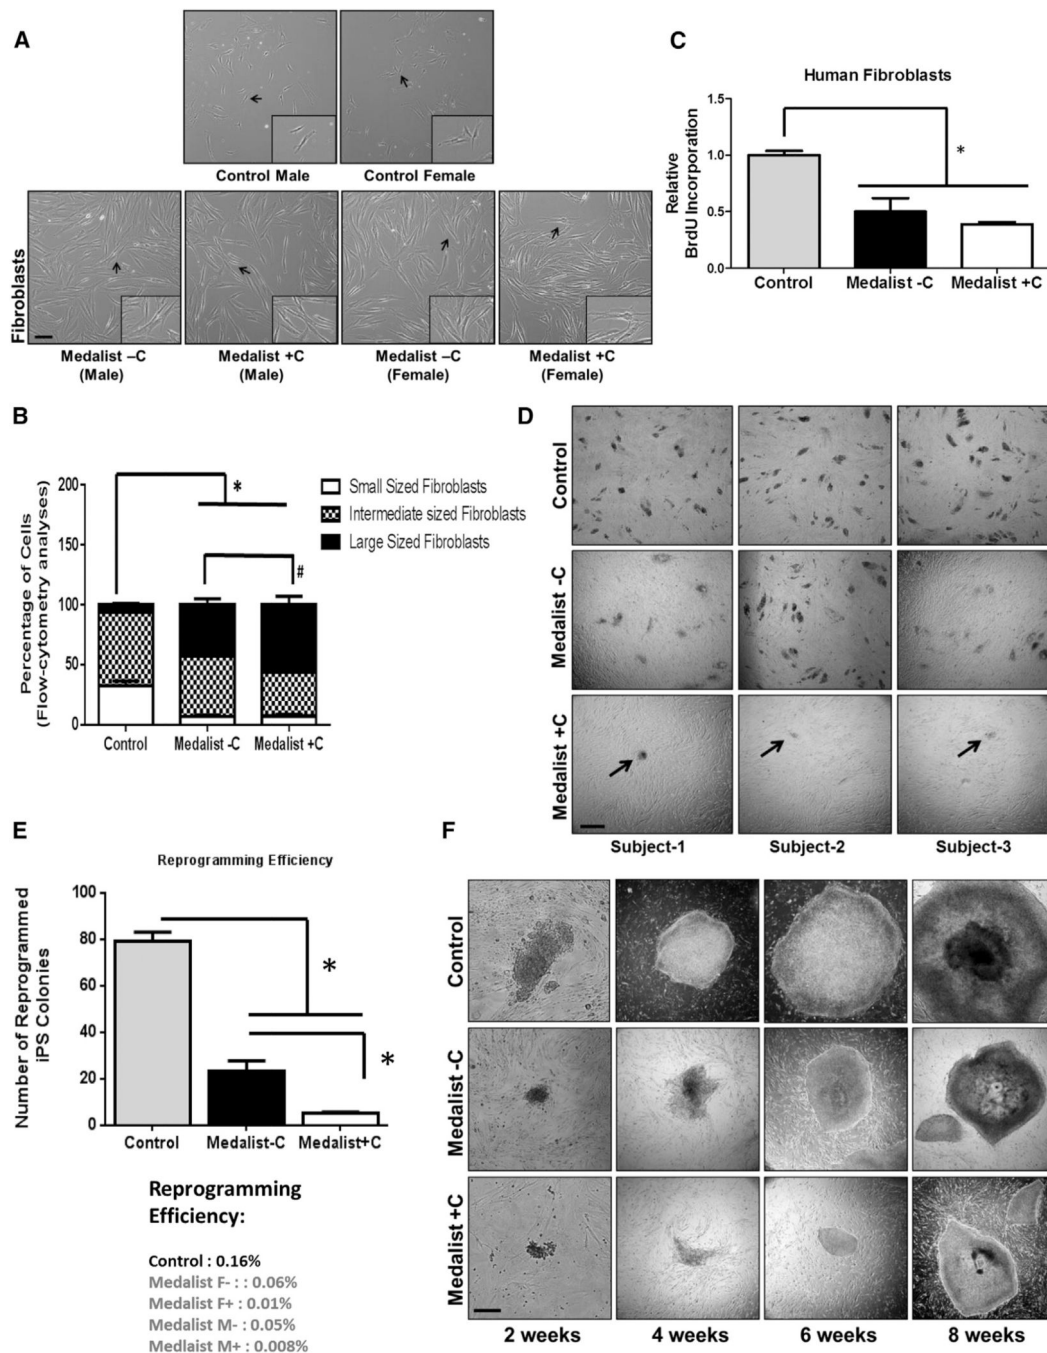 A
Control Male
Control Female
Fibroblasts
Medalist –C
(Male)
Medalist +C
(Male)
Medalist –C
(Female)
Medalist +C
(Female)
B
Percentage of Cells
(Flow-cytometry analyses)
200
150
100
50
0
*
#
Small Sized Fibroblasts
Intermediate sized Fibroblasts
Large Sized Fibroblasts
Control
Medalist -C
Medalist +C
C
Human Fibroblasts
Relative
BrdU Incorporation
1.5
1.0
0.5
0.0
*
Control
Medalist -C
Medalist +C
D
Control
Medalist -C
Medalist +C
Subject-1
Subject-2
Subject-3
E
Reprogramming Efficiency
Number of Reprogrammed
iPS Colonies
100
80
60
40
20
0
*
*
Control
Medalist-C
Medalist+C
Reprogramming
Efficiency:
Control : 0.16%
Medalist F- : : 0.06%
Medalist F+ : 0.01%
Medalist M- : 0.05%
Medlaist M+ : 0.008%
F
Control
Medalist -C
Medalist +C
2 weeks
4 weeks
6 weeks
8 weeks